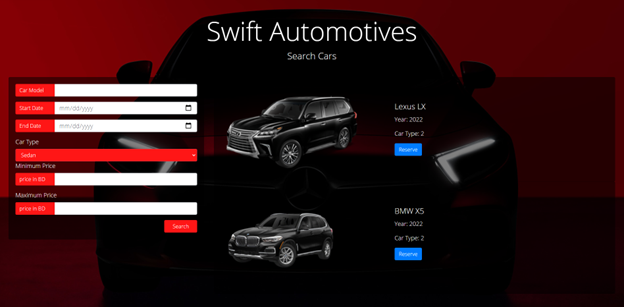 Swift Automotives
Search Cars
Car Model
Start Date mm/dd/yyyy
End Date mm/dd/yyyy
Car Type
Sedan
Minimum Price
price in BD
Maximum Price
price in BD
Search
Lexus LX
Year: 2022
Car Type: 2
Reserve
BMW X5
Year: 2022
Car Type: 2
Reserve